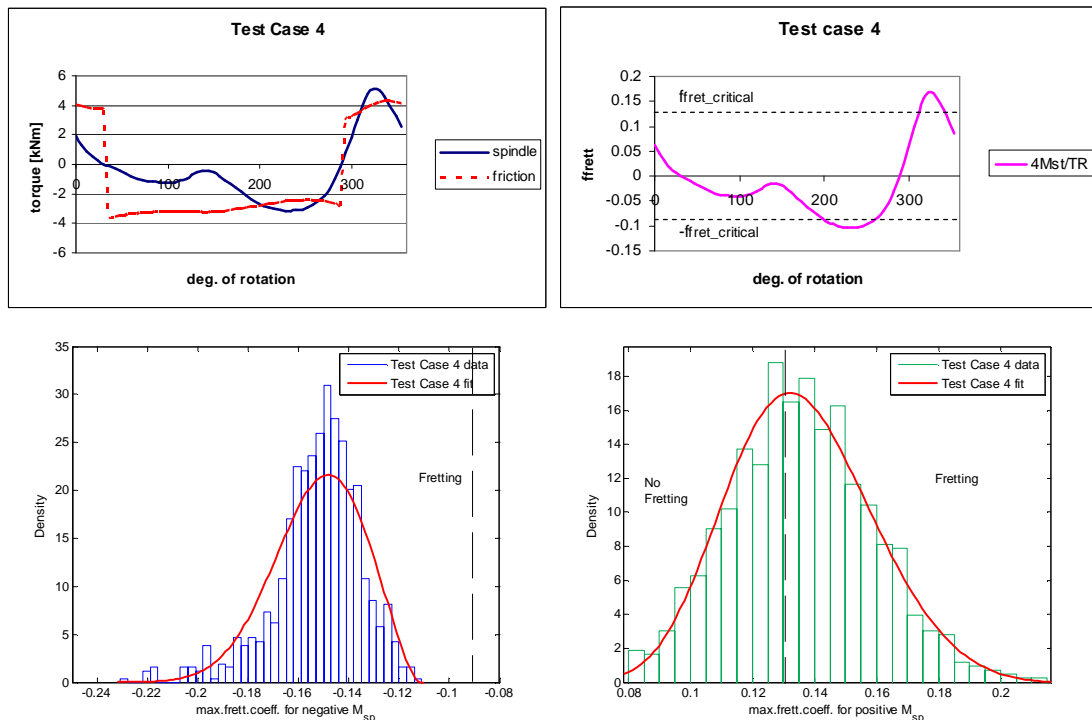 Test Case 4
torque [kNm]
6
4
2
0
-2
-4
-6
0 100 200 300
deg. of rotation
spindle
friction
Test case 4
ffrett
0.2
0.15
0.1
0.05
0
-0.05
-0.1
-0.15
ffret_critical
-ffret_critical
0 100 200 300
deg. of rotation
4Mst/TR
Density
35
30
25
20
15
10
5
0
Test Case 4 data
Test Case 4 fit
Fretting
-0.24 -0.22 -0.2 -0.18 -0.16 -0.14 -0.12 -0.1 -0.08
max.frett.coeff. for negative M_sp
Density
18
16
14
12
10
8
6
4
2
0
Test Case 4 data
Test Case 4 fit
No
Fretting
Fretting
0.08 0.1 0.12 0.14 0.16 0.18 0.2
max.frett.coeff. for positive M_sp